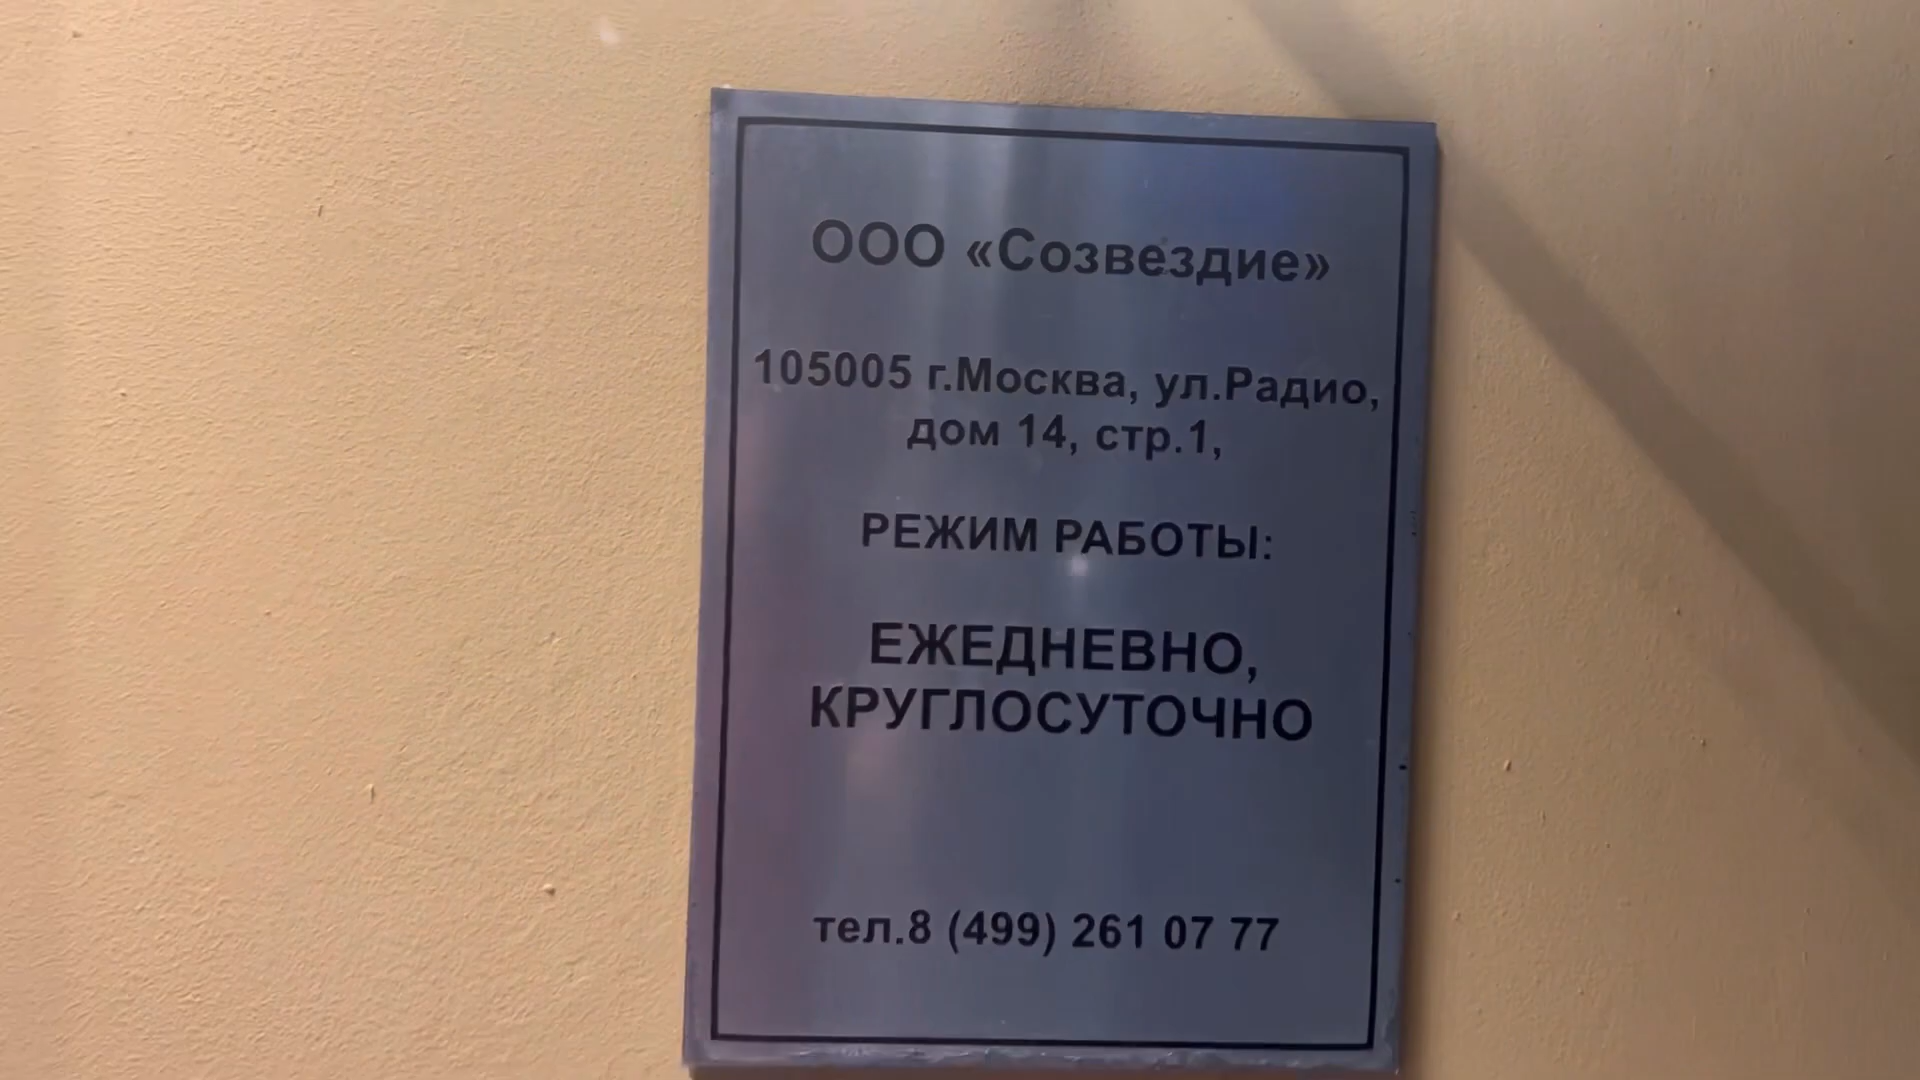 ООО «Созвездие»
105005 г.Москва, ул.Радио,
дом 14, стр.1,
РЕЖИМ РАБОТЫ:
ЕЖЕДНЕВНО,
КРУГЛОСУТОЧНО
тел.8 (499) 261 07 77